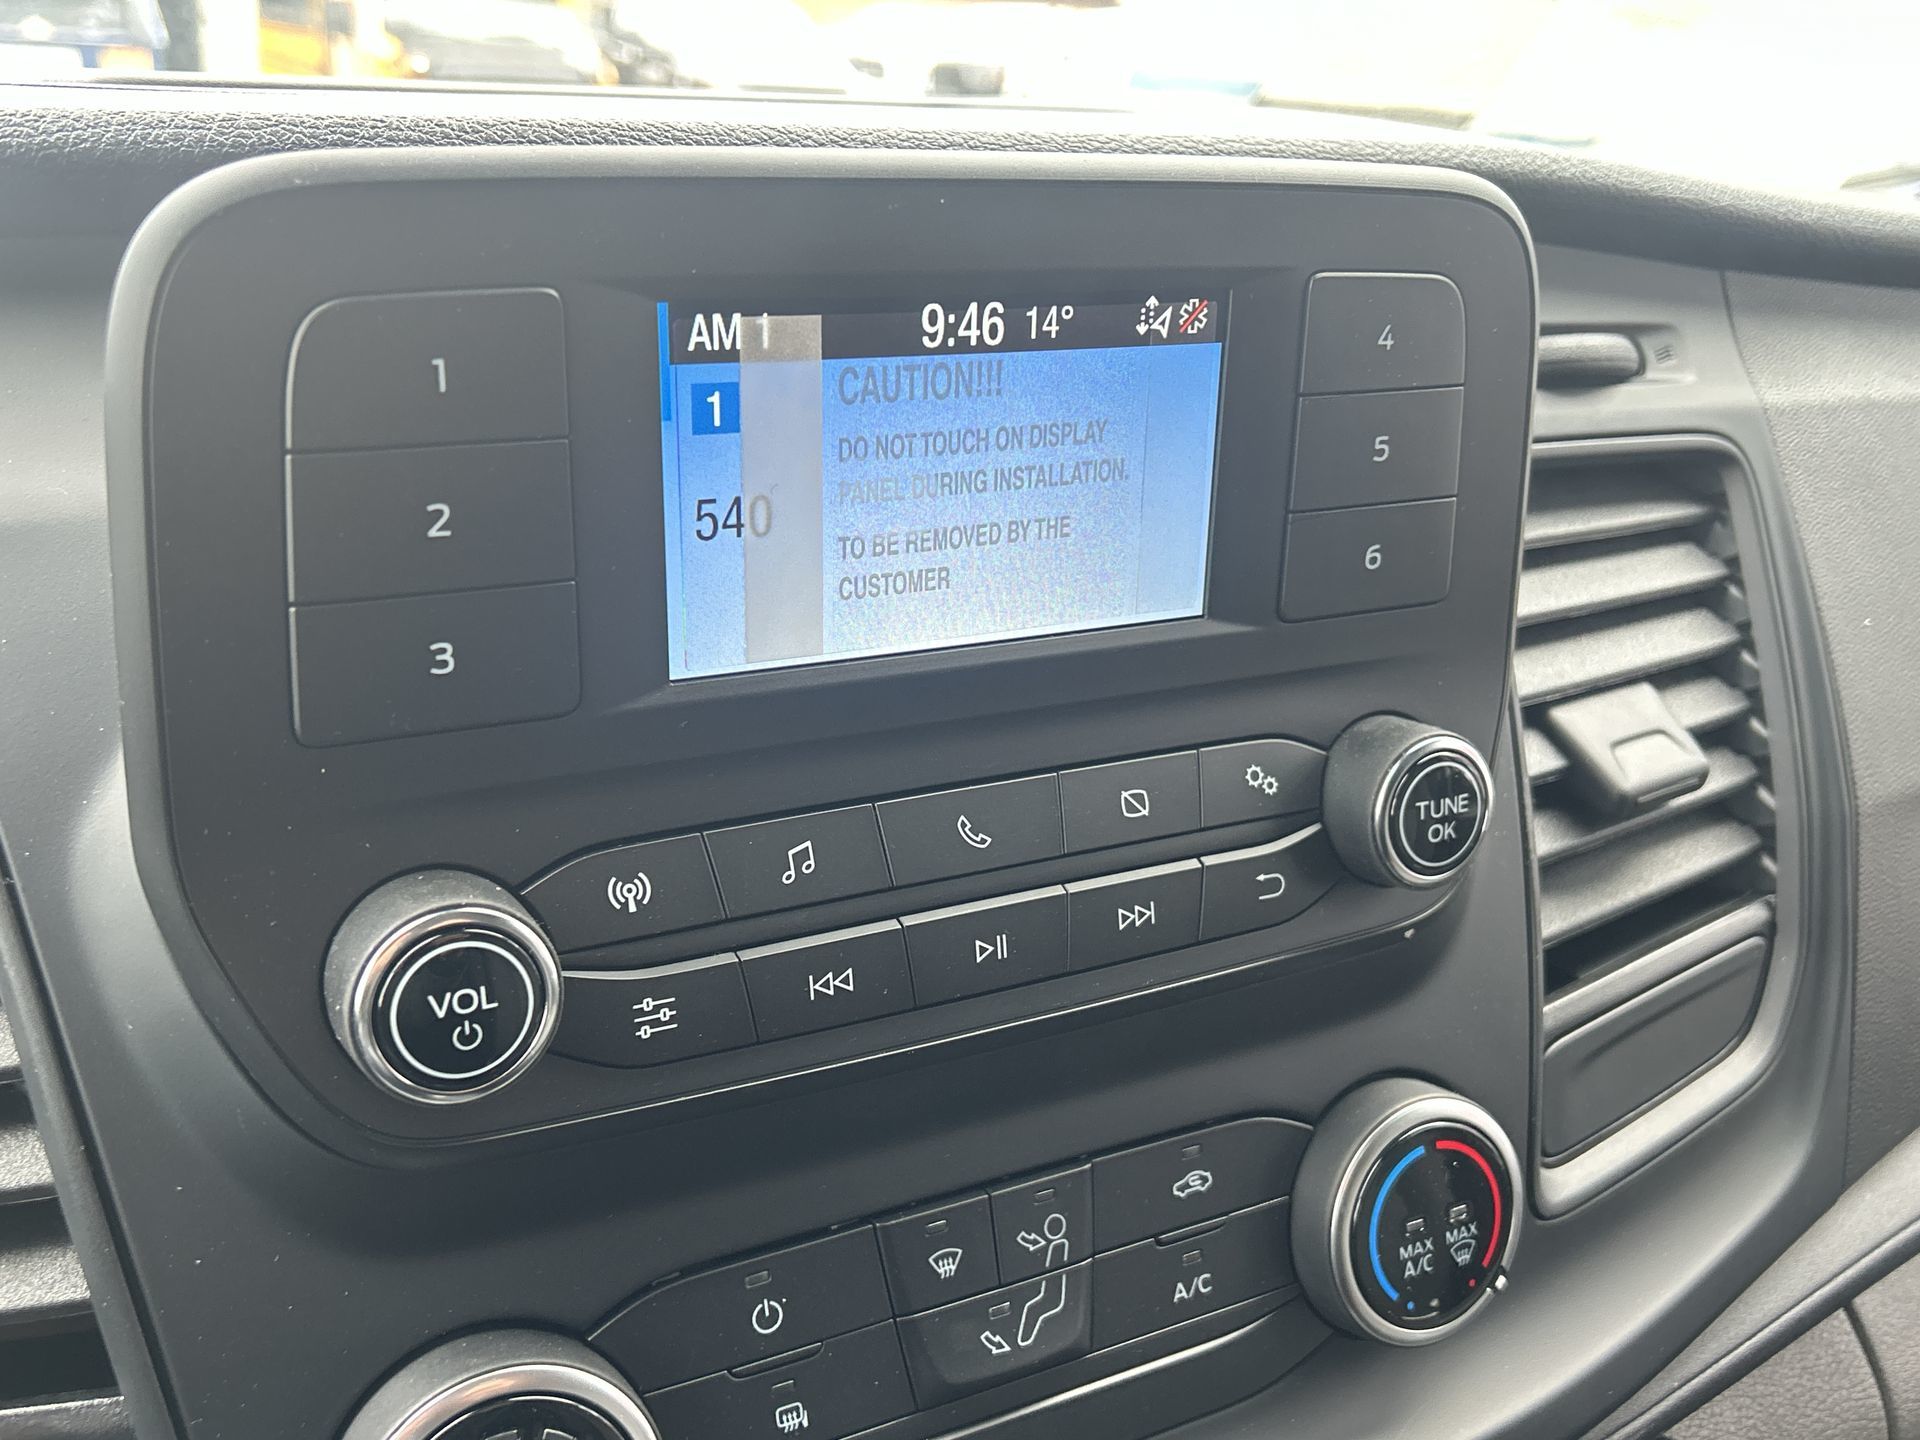 AM 1 9:46 14°
1
CAUTION!!!
DO NOT TOUCH ON DISPLAY
PANEL DURING INSTALLATION.
540
TO BE REMOVED BY THE
CUSTOMER
1
2
3
4
5
6
TUNE
OK
VOL
MAX
A/C
MAX
A/C